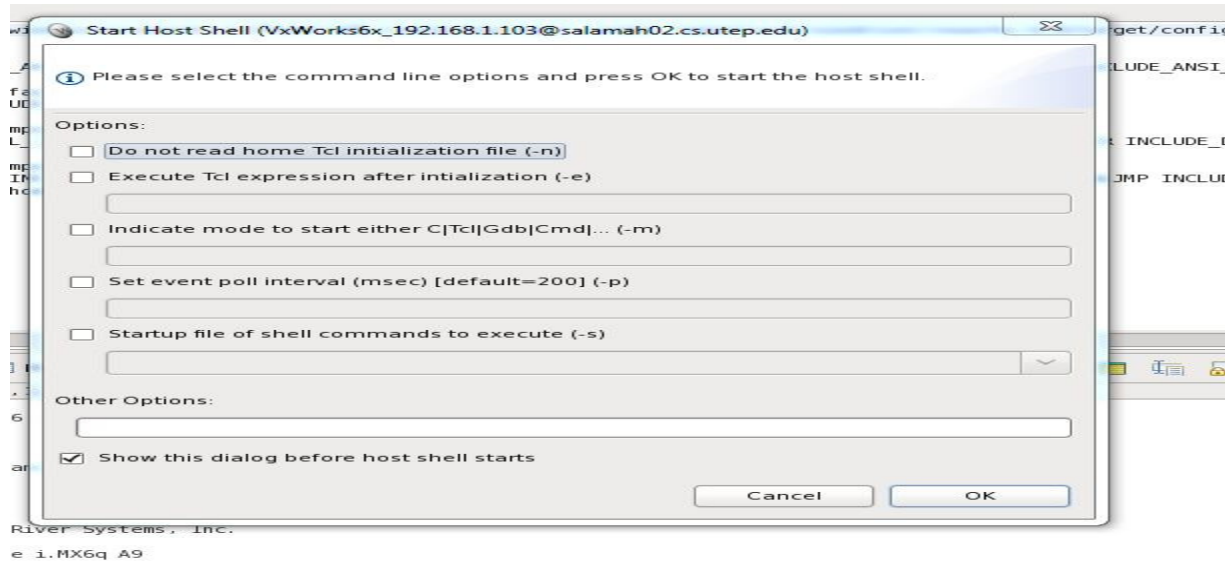 Start Host Shell (VxWorks6x_192.168.1.103@salamah02.cs.utep.edu)
get/config
LUDE_ANSI_
Please select the command line options and press OK to start the host shell.
Options:
Do not read home Tcl initialization file (-n)
INCLUDE_D
Execute Tcl expression after intialization (-e)
JMP INCLUD
Indicate mode to start either C|Tcl|Gdb|Cmd|... (-m)
Set event poll interval (msec) [default=200] (-p)
Startup file of shell commands to execute (-s)
Other Options:
6
Show this dialog before host shell starts
ar
Cancel OK
River Systems, Inc.
e i.MX6q A9